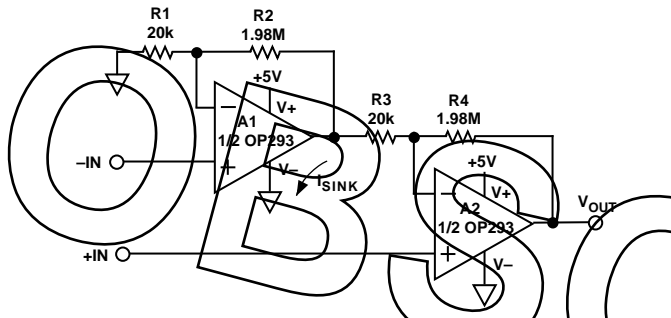 R1
20k
R2
1.98M
+5V
V+
A1
1/2 OP293
–IN
V–
ISINK
R3
20k
R4
1.98M
+5V
V+
A2
1/2 OP293
VOUT
+IN
V–
OBSO